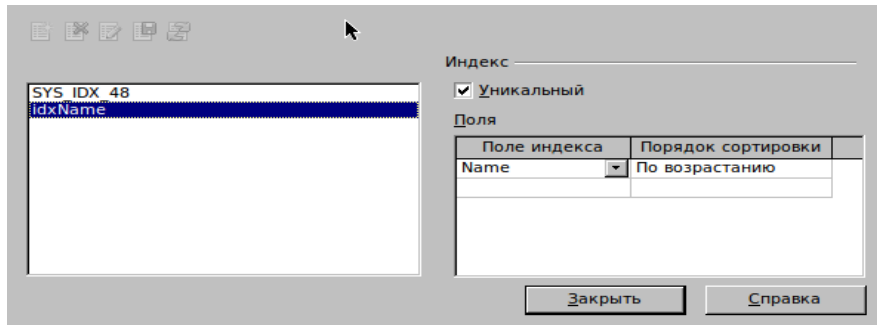 Индекс
SYS_IDX_48
idxName
Уникальный
Поля
Поле индекса Порядок сортировки
Name По возрастанию
Закрыть Справка